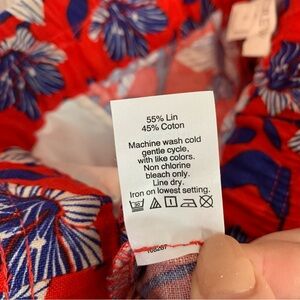 55% Lin
45% Coton
Machine wash cold
gentle cycle,
with like colors.
Non chlorine
bleach only.
Line dry.
Iron on lowest setting.